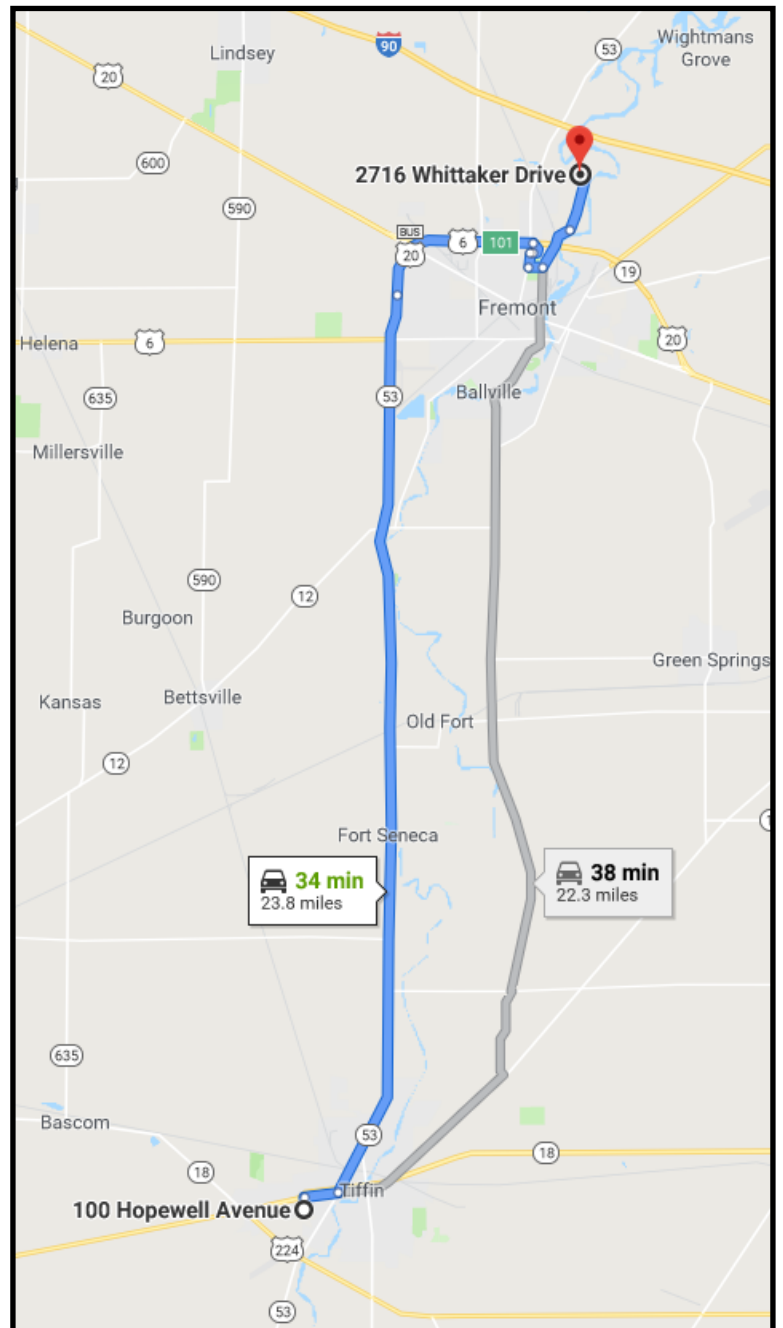 90
53
Wightmans
Grove
Lindsey
20
600
2716 Whittaker Drive
590
BUS
20
6
101
19
Fremont
Helena
6
20
635
53
Ballville
Millersville
590
12
Burgoon
Green Springs
Kansas
Bettsville
Old Fort
12
Fort Seneca
34 min
23.8 miles
38 min
22.3 miles
635
Bascom
53
18
18
Tiffin
100 Hopewell Avenue
224
53